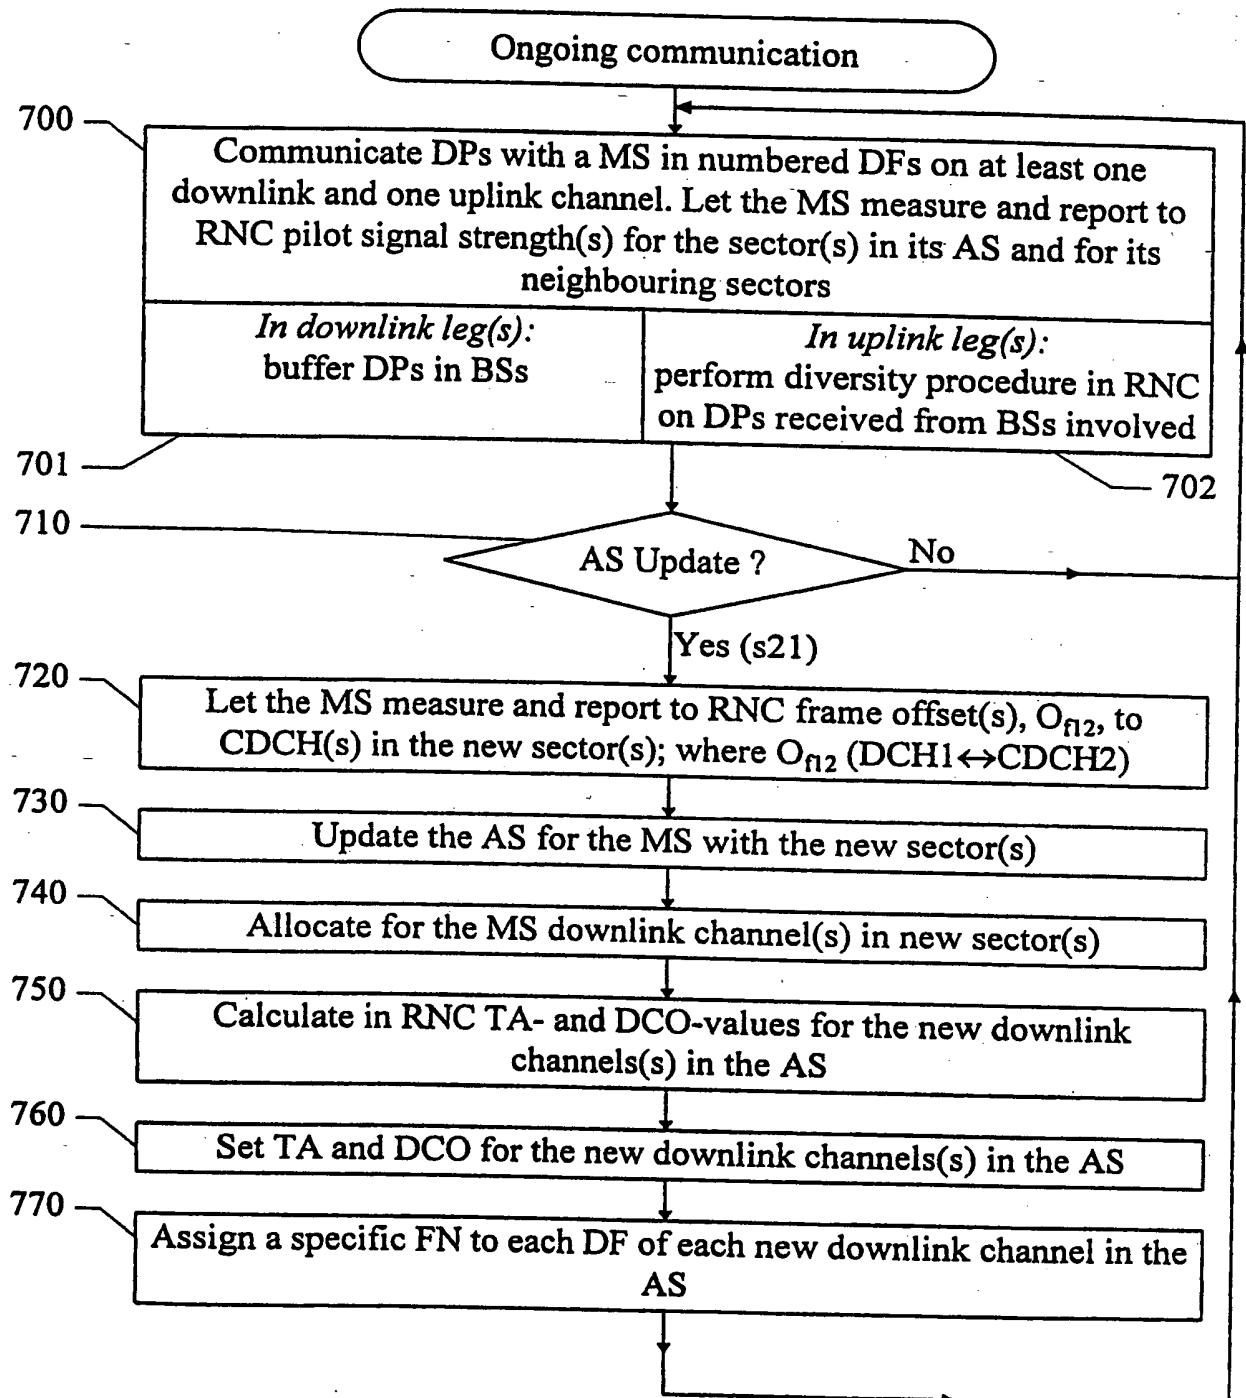 Ongoing communication
700
Communicate DPs with a MS in numbered DFs on at least one
downlink and one uplink channel. Let the MS measure and report to
RNC pilot signal strength(s) for the sector(s) in its AS and for its
neighbouring sectors
In downlink leg(s):
buffer DPs in BSs
In uplink leg(s):
perform diversity procedure in RNC
on DPs received from BSs involved
701
702
710
AS Update ?
No
Yes (s21)
720
Let the MS measure and report to RNC frame offset(s), Ofl2, to
CDCH(s) in the new sector(s); where Ofl2 (DCH1↔CDCH2)
730
Update the AS for the MS with the new sector(s)
740
Allocate for the MS downlink channel(s) in new sector(s)
750
Calculate in RNC TA- and DCO-values for the new downlink
channels(s) in the AS
760
Set TA and DCO for the new downlink channels(s) in the AS
770
Assign a specific FN to each DF of each new downlink channel in the
AS